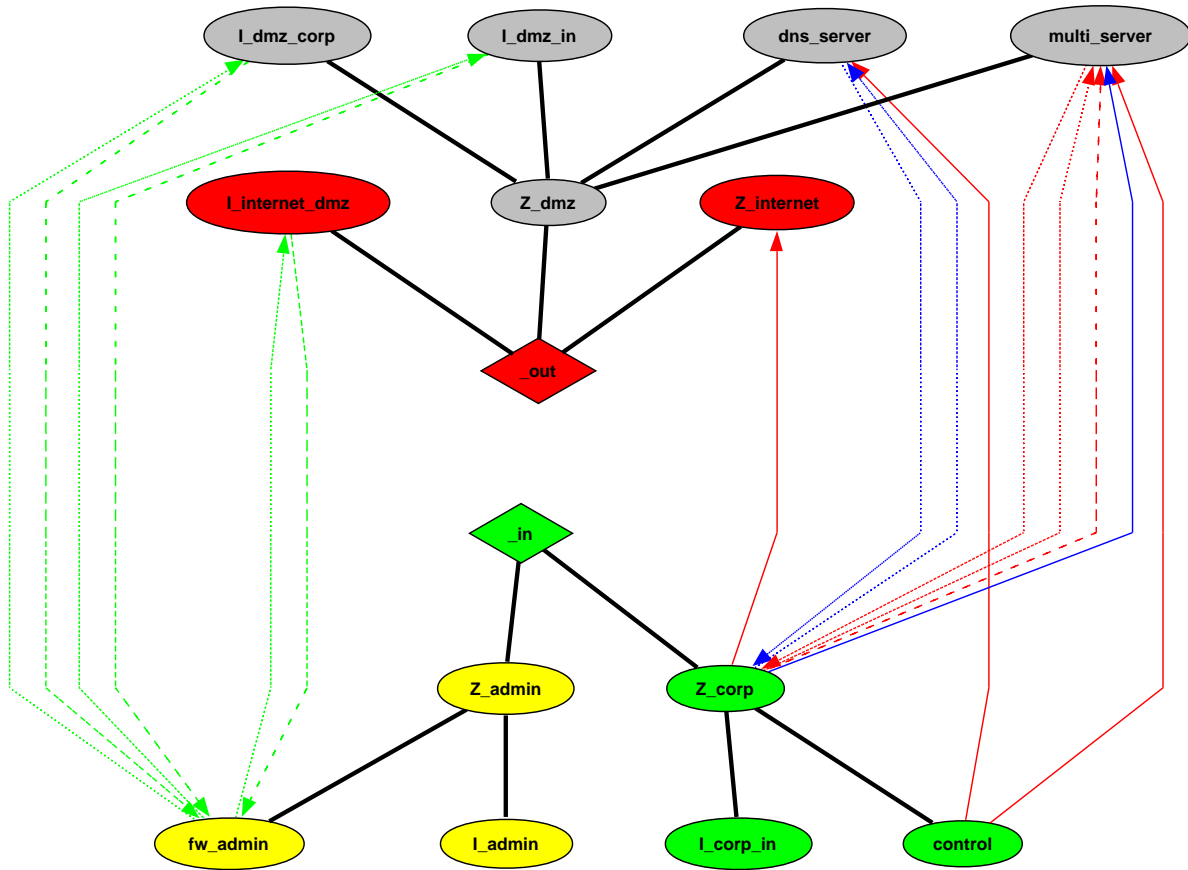 I_dmz_corp
I_dmz_in
dns_server
multi_server
I_internet_dmz
Z_dmz
Z_internet
_out
_in
Z_admin
Z_corp
fw_admin
I_admin
I_corp_in
control